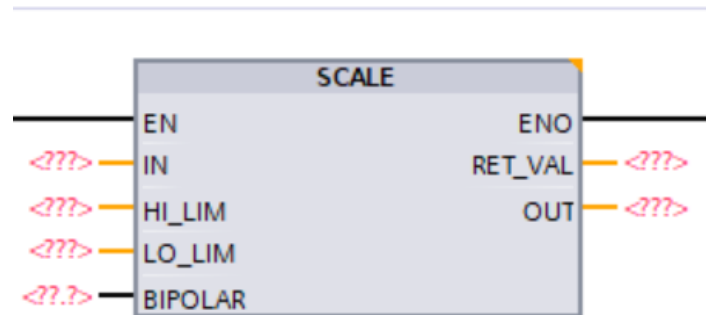 SCALE
EN ENO
<???> IN RET_VAL <???>
<???> HI_LIM OUT <???>
<???> LO_LIM
<??.?> BIPOLAR